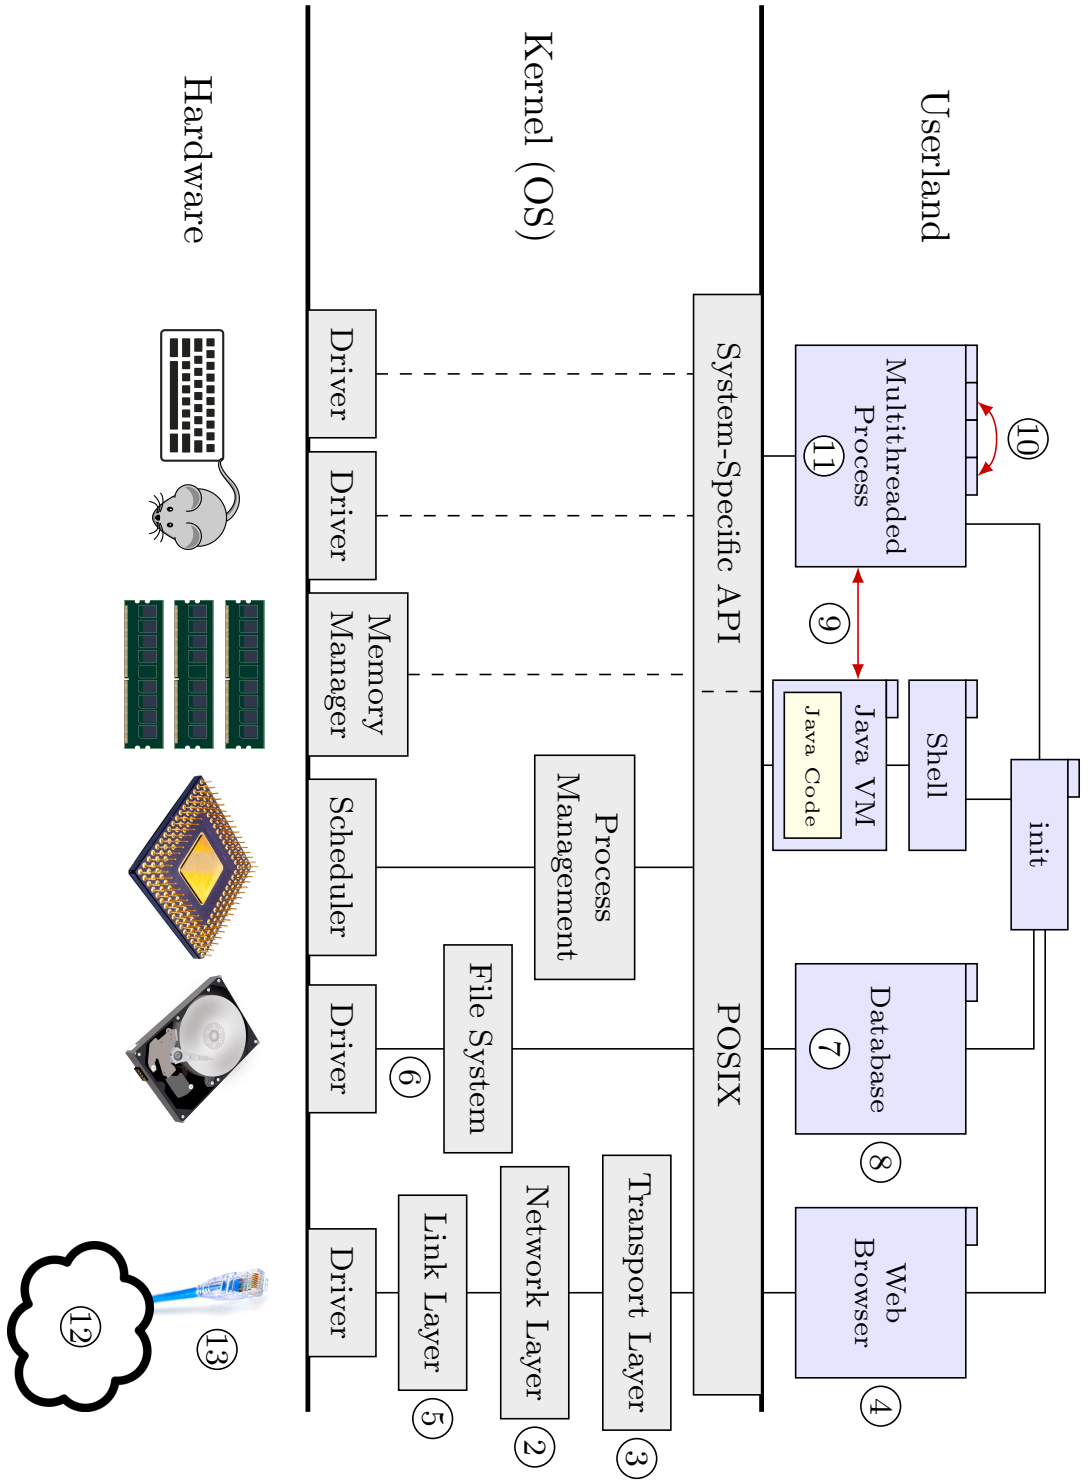 init
⑩
Multithreaded
Process
⑪
⑨
Shell
Java VM
Java Code
Database
⑦
⑧
Web
Browser
④
Userland
System-Specific API
POSIX
Process
Management
Transport Layer
③
Network Layer
②
File System
⑥
Link Layer
⑤
Kernel (OS)
Driver
Driver
Memory
Manager
Scheduler
Driver
Driver
Hardware
⑬
⑫